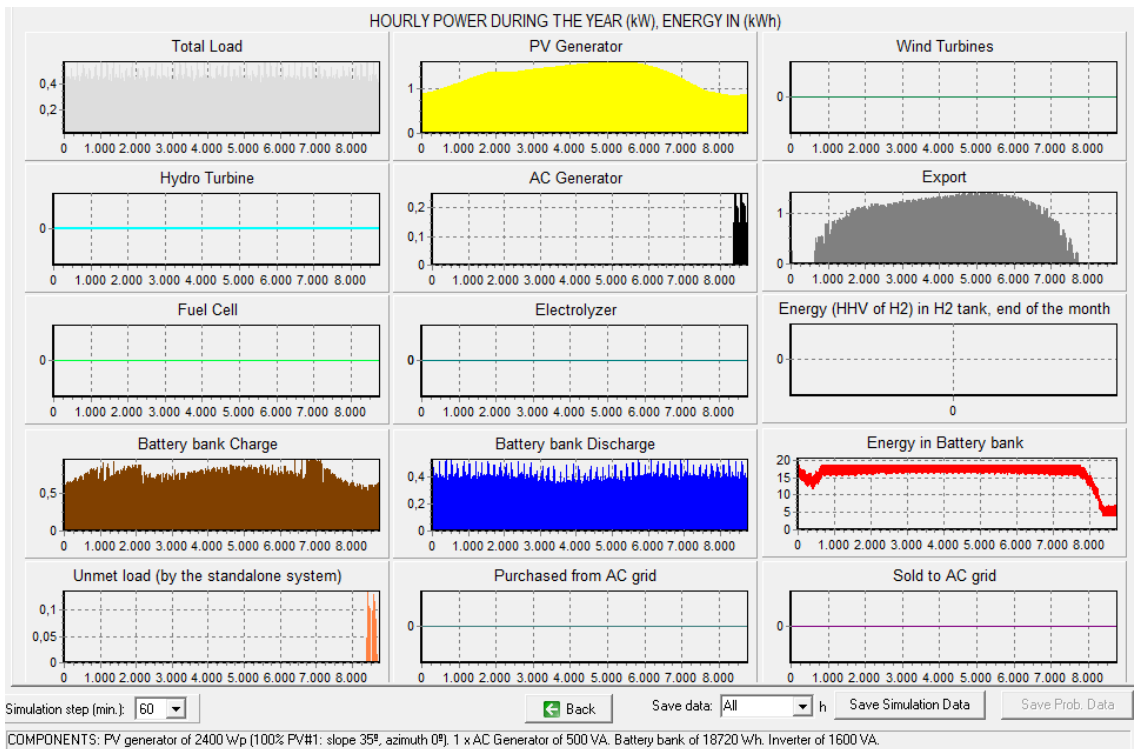 HOURLY POWER DURING THE YEAR (kW), ENERGY IN (kWh)
Total Load
0,4
0,2
0 1.000 2.000 3.000 4.000 5.000 6.000 7.000 8.000
PV Generator
1
0
0 1.000 2.000 3.000 4.000 5.000 6.000 7.000 8.000
Wind Turbines
0
0 1.000 2.000 3.000 4.000 5.000 6.000 7.000 8.000
Hydro Turbine
0
0 1.000 2.000 3.000 4.000 5.000 6.000 7.000 8.000
AC Generator
0,2
0,1
0
0 1.000 2.000 3.000 4.000 5.000 6.000 7.000 8.000
Export
1
0
0 1.000 2.000 3.000 4.000 5.000 6.000 7.000 8.000
Fuel Cell
0
0 1.000 2.000 3.000 4.000 5.000 6.000 7.000 8.000
Electrolyzer
0
0 1.000 2.000 3.000 4.000 5.000 6.000 7.000 8.000
Energy (HHV of H2) in H2 tank, end of the month
0
0
Battery bank Charge
0,5
0
0 1.000 2.000 3.000 4.000 5.000 6.000 7.000 8.000
Battery bank Discharge
0,4
0,2
0
0 1.000 2.000 3.000 4.000 5.000 6.000 7.000 8.000
Energy in Battery bank
20
15
10
5
0
0 1.000 2.000 3.000 4.000 5.000 6.000 7.000 8.000
Unmet load (by the standalone system)
0,1
0,05
0
0 1.000 2.000 3.000 4.000 5.000 6.000 7.000 8.000
Purchased from AC grid
0
0 1.000 2.000 3.000 4.000 5.000 6.000 7.000 8.000
Sold to AC grid
0
0 1.000 2.000 3.000 4.000 5.000 6.000 7.000 8.000
Simulation step (min.): 60 Back Save data: All h Save Simulation Data Save Prob. Data
COMPONENTS: PV generator of 2400 Wp (100% PV#1: slope 35º, azimuth 0º). 1 x AC Generator of 500 VA. Battery bank of 18720 Wh. Inverter of 1600 VA.